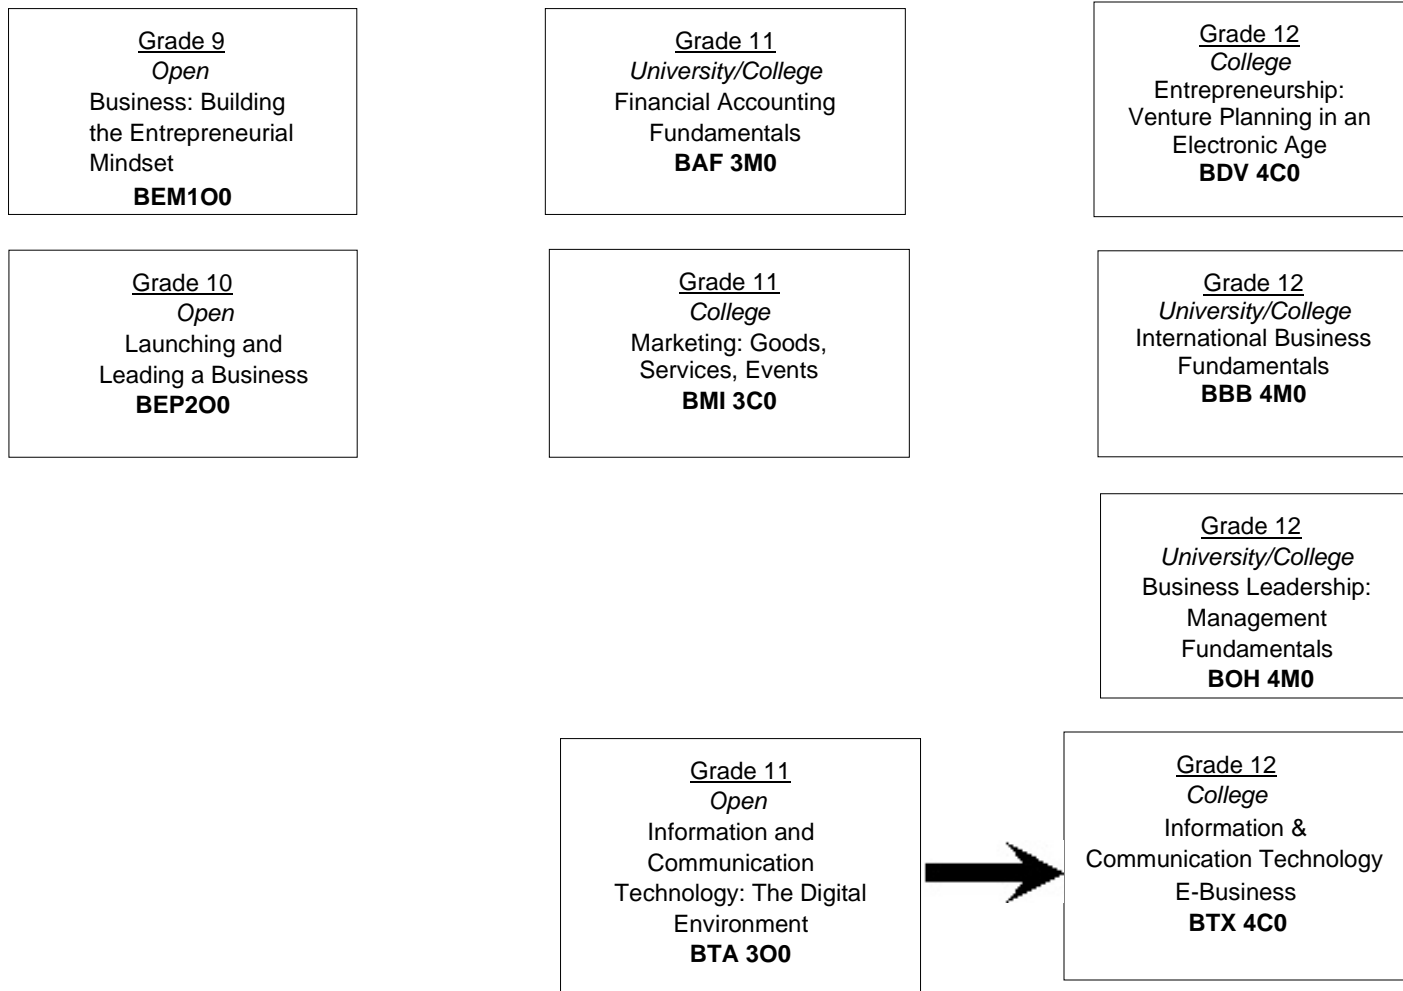 Grade 9
Open
Business: Building
the Entrepreneurial
Mindset
BEM1O0
Grade 11
University/College
Financial Accounting
Fundamentals
BAF 3M0
Grade 12
College
Entrepreneurship:
Venture Planning in an
Electronic Age
BDV 4C0
Grade 10
Open
Launching and
Leading a Business
BEP2O0
Grade 11
College
Marketing: Goods,
Services, Events
BMI 3C0
Grade 12
University/College
International Business
Fundamentals
BBB 4M0
Grade 12
University/College
Business Leadership:
Management
Fundamentals
BOH 4M0
Grade 11
Open
Information and
Communication
Technology: The Digital
Environment
BTA 3O0
Grade 12
College
Information &
Communication Technology
E-Business
BTX 4C0